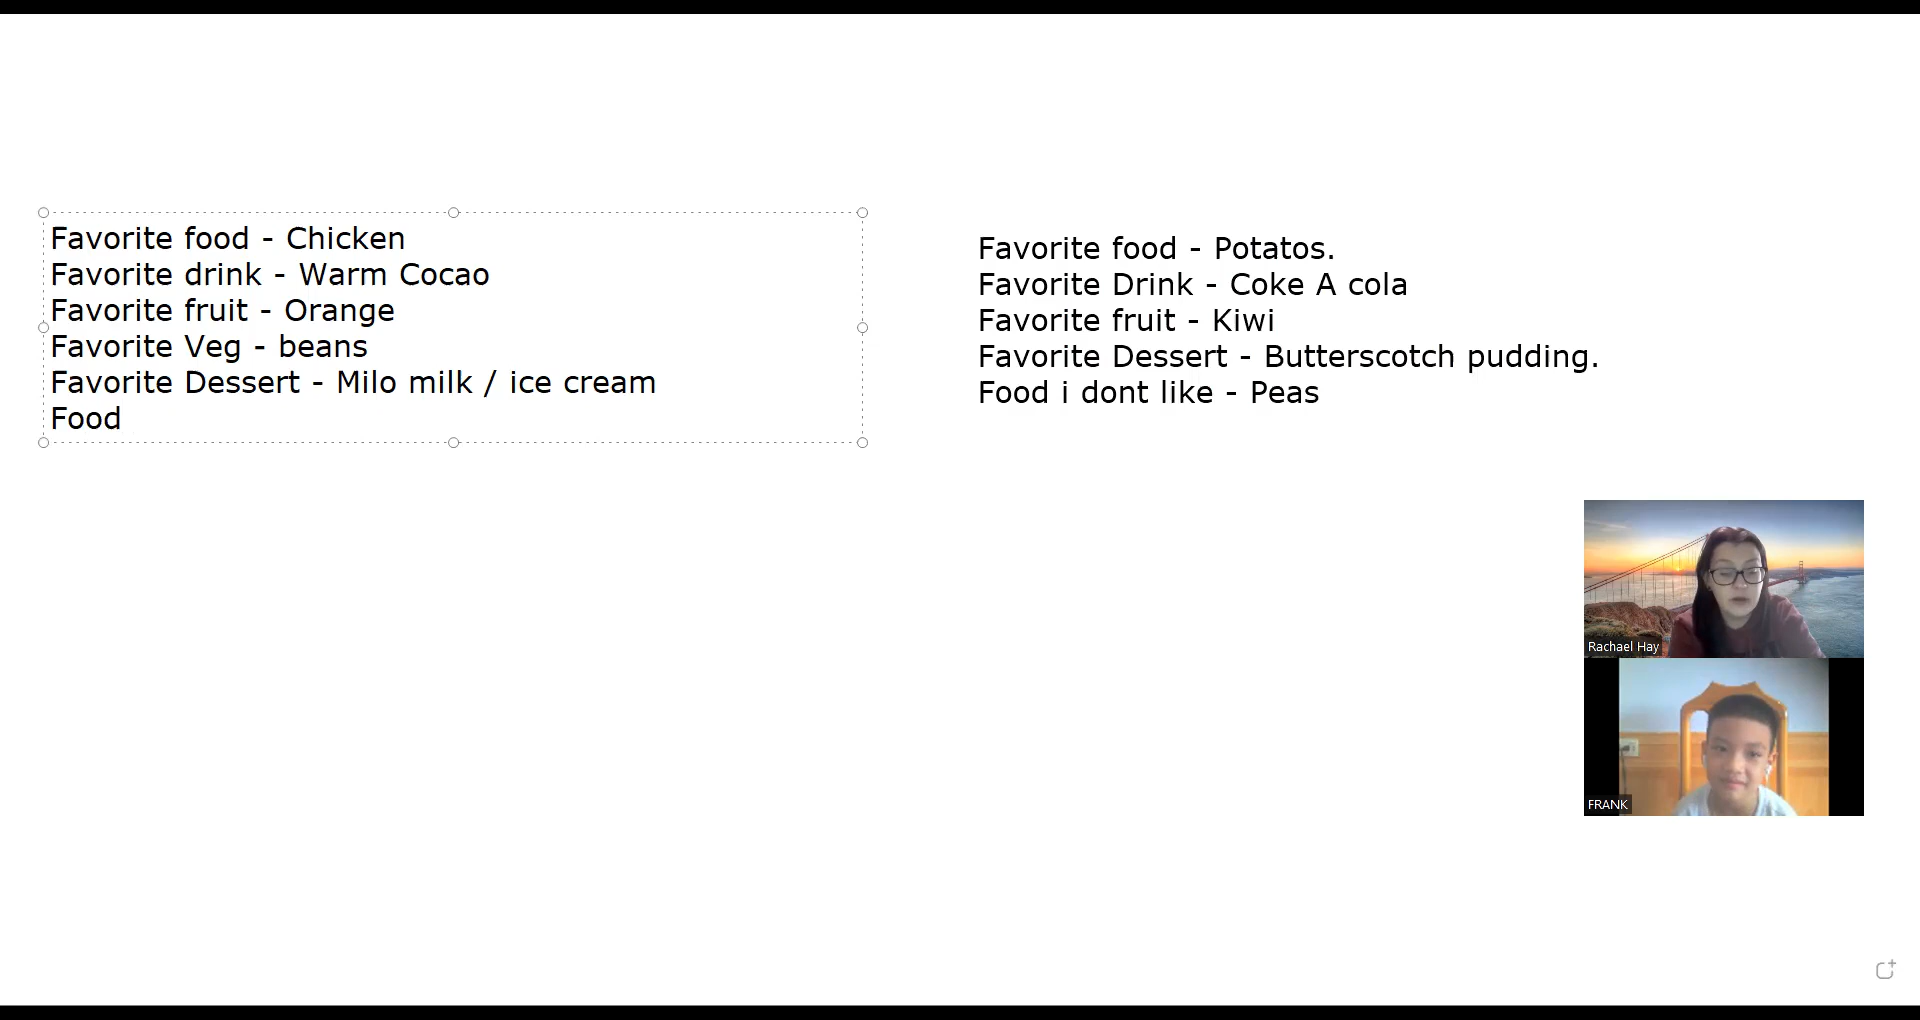 Favorite food - Chicken
Favorite drink - Warm Cocao
Favorite fruit - Orange
Favorite Veg - beans
Favorite Dessert - Milo milk / ice cream
Food
Favorite food - Potatos.
Favorite Drink - Coke A cola
Favorite fruit - Kiwi
Favorite Dessert - Butterscotch pudding.
Food i dont like - Peas
Rachael Hay
FRANK